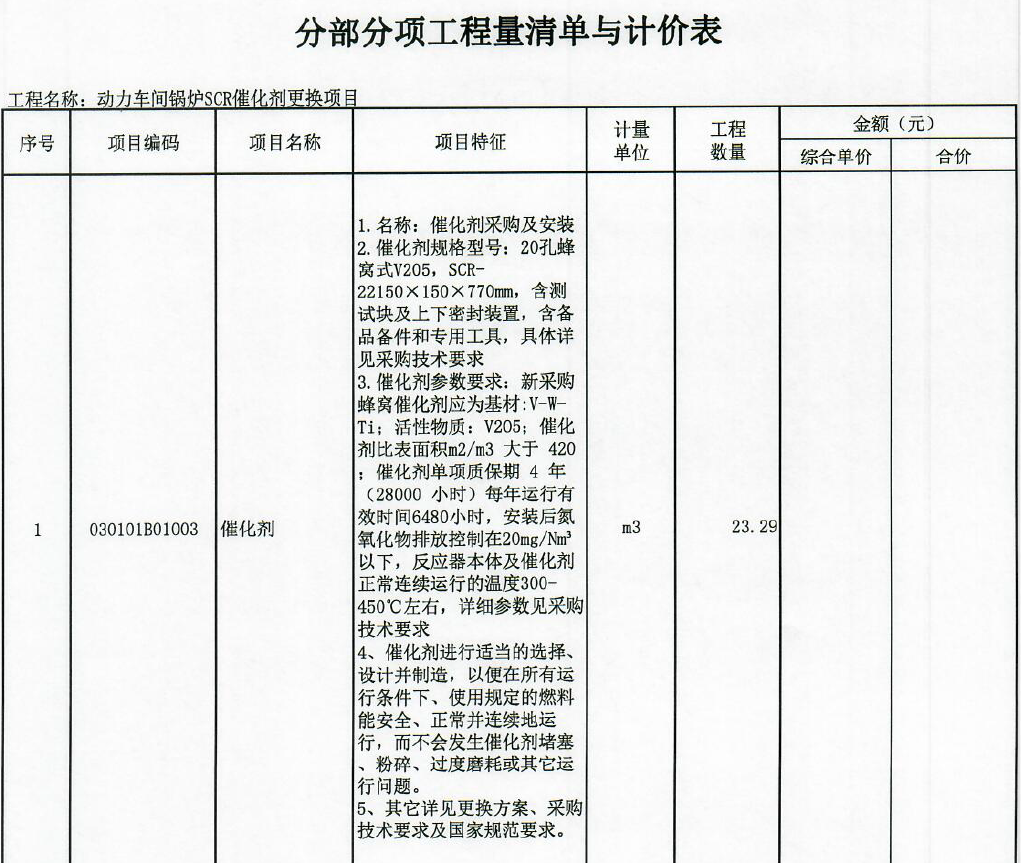 分部分项工程量清单与计价表
工程名称：动力车间锅炉SCR催化剂更换项目
序号 项目编码 项目名称 项目特征 计量单位 工程数量 金额（元）
综合单价 合价
1.名称：催化剂采购及安装
2.催化剂规格型号：20孔蜂
窝式V2O5，SCR-
22150×150×770mm，含测
试块及上下密封装置，含备
品备件和专用工具，具体详
见采购技术要求
3.催化剂参数要求：新采购
蜂窝催化剂应为基材:V-W-
Ti；活性物质：V2O5；催化
剂比表面积m2/m3 大于 420
；催化剂单项质保期 4 年
（28000 小时）每年运行有
效时间6480小时，安装后氮
1 030101B01003 催化剂 m3 23.29
氧化物排放控制在20mg/Nm³
以下，反应器本体及催化剂
正常连续运行的温度300-
450℃左右，详细参数见采购
技术要求
4、催化剂进行适当的选择、
设计并制造，以便在所有运
行条件下、使用规定的燃料
能安全、正常并连续地运
行，而不会发生催化剂堵塞
、粉碎、过度磨耗或其它运
行问题。
5、其它详见更换方案、采购
技术要求及国家规范要求。